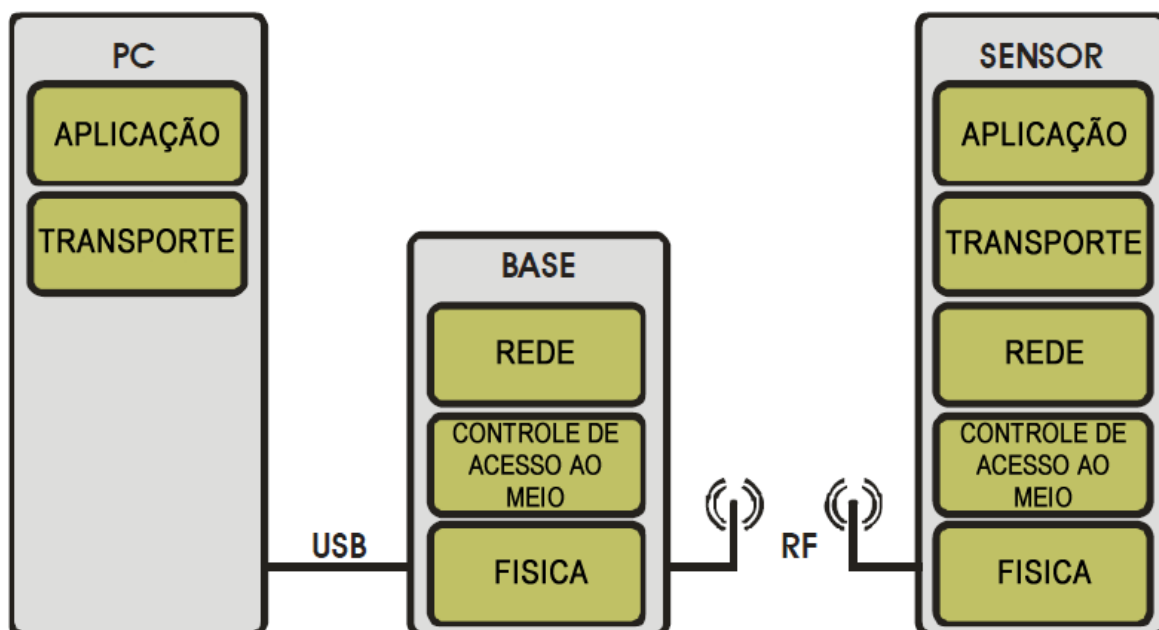 PC
APLICAÇÃO
TRANSPORTE
BASE
REDE
CONTROLE DE
ACESSO AO
MEIO
FISICA
USB
RF
SENSOR
APLICAÇÃO
TRANSPORTE
REDE
CONTROLE DE
ACESSO AO
MEIO
FISICA